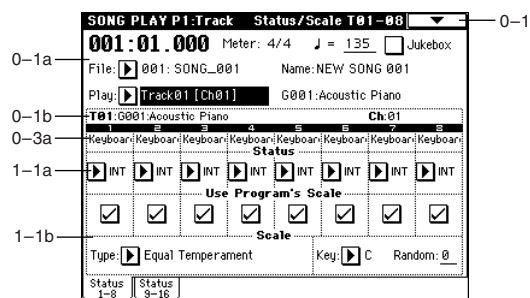 SONG PLAY P1:Track Status/Scale T01-08
0-1
001:01.000 Meter: 4/4 ♩ = 135 Jukebox
0-1a
File: 001: SONG_001 Name: NEW SONG 001
Play: Track01 [Ch01] G001:Acoustic Piano
0-1b
T01:G001:Acoustic Piano Ch:01
1 2 3 4 5 6 7 8
0-3a
Keyboar Keyboar Keyboar Keyboar Keyboar Keyboar Keyboar Keyboar
Status
1-1a
INT INT INT INT INT INT INT INT
Use Program's Scale
1-1b
Scale
Type: Equal Temperament Key: C Random: 0
Status 1-8 Status 9-16